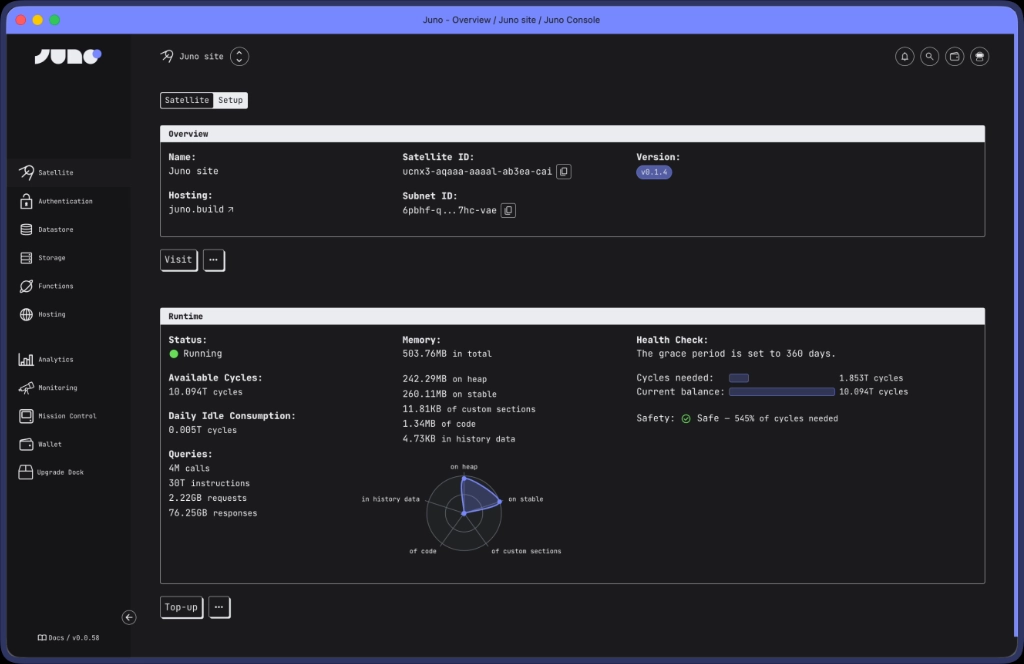 Juno - Overview / Juno site / Juno Console
JUNO
Juno site
Satellite Setup
Satellite
Authentication
Datastore
Storage
Functions
Hosting
Analytics
Monitoring
Mission Control
Wallet
Upgrade Dock
Docs / v0.0.58
Overview
Name:
Juno site
Hosting:
juno.build ↗
Satellite ID:
ucnx3-aqaaa-aaaal-ab3ea-cai
Subnet ID:
6pbhf-q...7hc-vae
Version:
v0.1.4
Visit ...
Runtime
Status:
Running
Available Cycles:
10.094T cycles
Daily Idle Consumption:
0.005T cycles
Queries:
4M calls
30T instructions
2.22GB requests
76.25GB responses
Memory:
503.76MB in total
242.29MB on heap
260.11MB on stable
11.81KB of custom sections
1.34MB of code
4.73KB in history data
on heap
in history data
on stable
of code
of custom sections
Health Check:
The grace period is set to 360 days.
Cycles needed: 1.853T cycles
Current balance: 10.094T cycles
Safety: Safe – 545% of cycles needed
Top-up ...